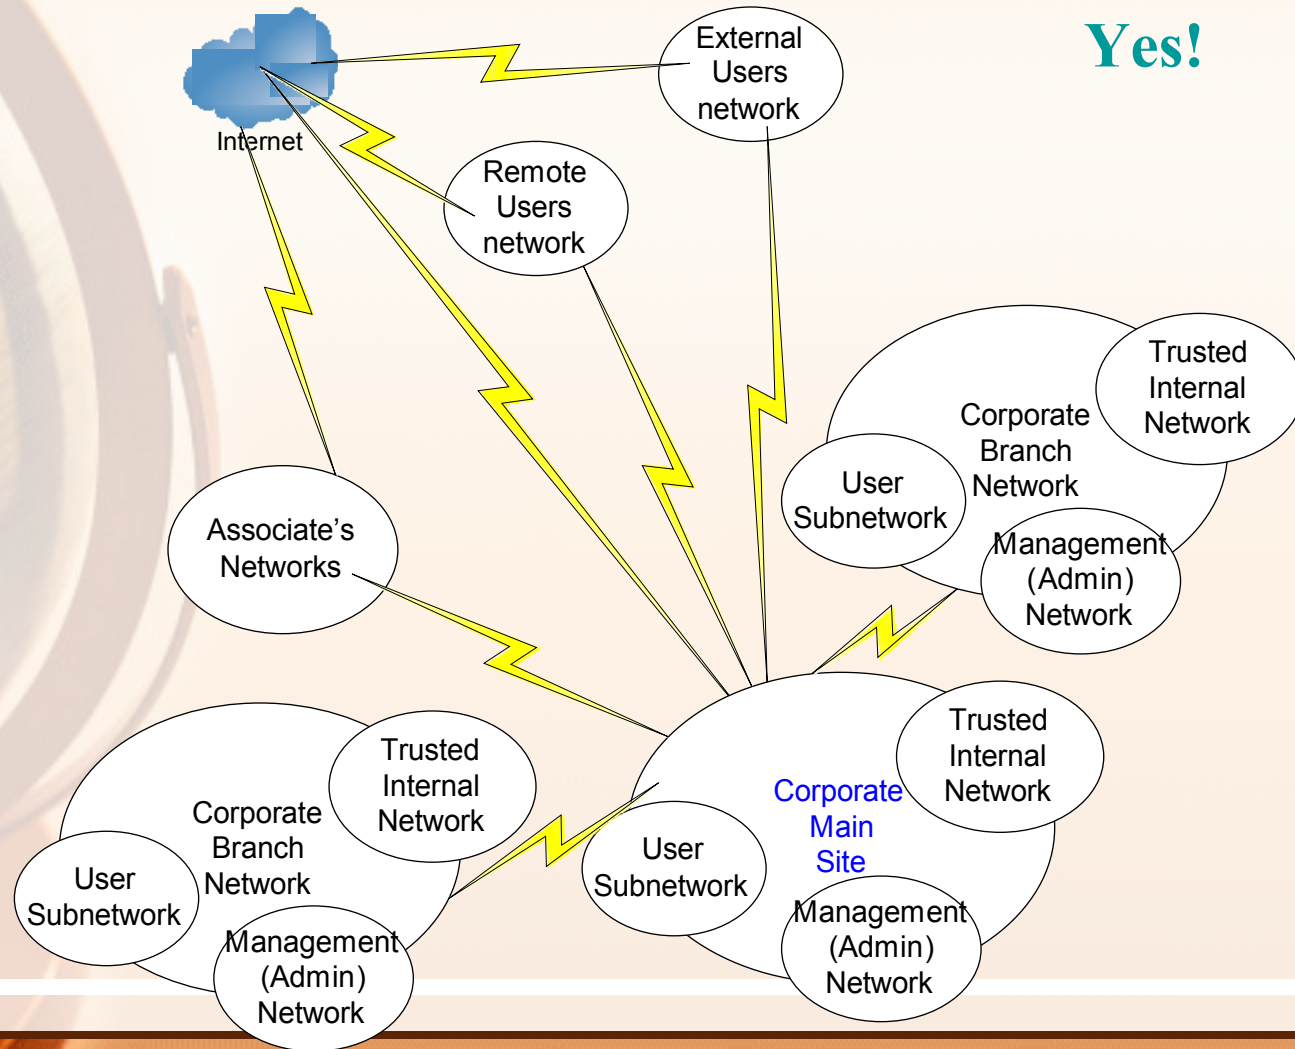 Yes!
External
Users
network
Internet
Remote
Users
network
Trusted
Internal
Network
Corporate
Branch
Network
User
Subnetwork
Management
(Admin)
Network
Associate's
Networks
Trusted
Internal
Network
Corporate
Main
Site
User
Subnetwork
Management
(Admin)
Network
Trusted
Internal
Network
Corporate
Branch
Network
User
Subnetwork
Management
(Admin)
Network